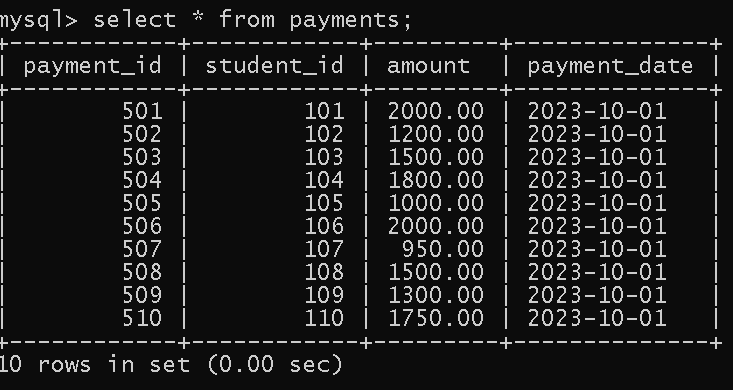 mysql> select * from payments;
+------------+------------+---------+--------------+
| payment_id | student_id | amount  | payment_date |
+------------+------------+---------+--------------+
|        501 |        101 | 2000.00 | 2023-10-01   |
|        502 |        102 | 1200.00 | 2023-10-01   |
|        503 |        103 | 1500.00 | 2023-10-01   |
|        504 |        104 | 1800.00 | 2023-10-01   |
|        505 |        105 | 1000.00 | 2023-10-01   |
|        506 |        106 | 2000.00 | 2023-10-01   |
|        507 |        107 |  950.00 | 2023-10-01   |
|        508 |        108 | 1500.00 | 2023-10-01   |
|        509 |        109 | 1300.00 | 2023-10-01   |
|        510 |        110 | 1750.00 | 2023-10-01   |
+------------+------------+---------+--------------+
10 rows in set (0.00 sec)